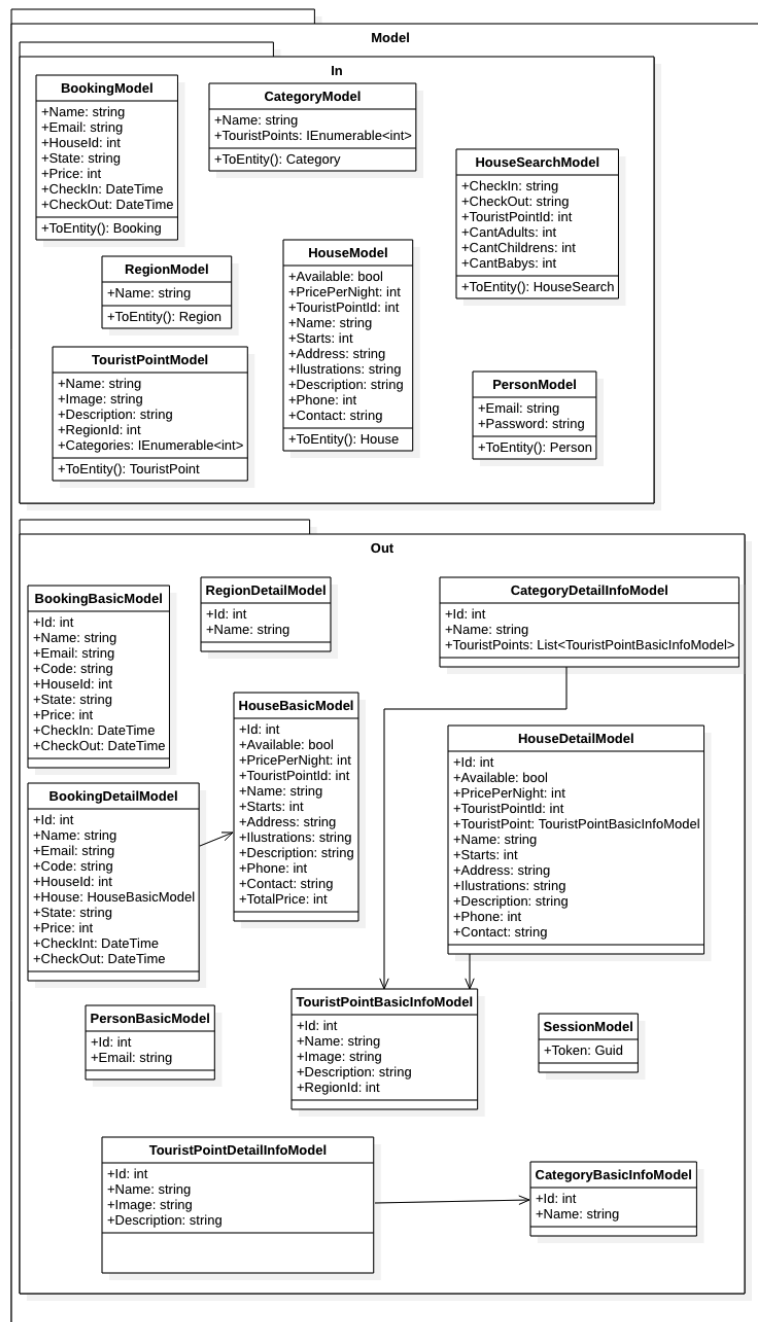 Model
In
BookingModel
+Name: string
+Email: string
+HouseId: int
+State: string
+Price: int
+CheckIn: DateTime
+CheckOut: DateTime
+ToEntity(): Booking
CategoryModel
+Name: string
+TouristPoints: IEnumerable<int>
+ToEntity(): Category
HouseSearchModel
+CheckIn: string
+CheckOut: string
+TouristPointId: int
+CantAdults: int
+CantChildrens: int
+CantBabys: int
+ToEntity(): HouseSearch
RegionModel
+Name: string
+ToEntity(): Region
HouseModel
+Available: bool
+PricePerNight: int
+TouristPointId: int
+Name: string
+Starts: int
+Address: string
+Ilustrations: string
+Description: string
+Phone: int
+Contact: string
+ToEntity(): House
TouristPointModel
+Name: string
+Image: string
+Description: string
+RegionId: int
+Categories: IEnumerable<int>
+ToEntity(): TouristPoint
PersonModel
+Email: string
+Password: string
+ToEntity(): Person
Out
BookingBasicModel
+Id: int
+Name: string
+Email: string
+Code: string
+HouseId: int
+State: string
+Price: int
+CheckIn: DateTime
+CheckOut: DateTime
RegionDetailModel
+Id: int
+Name: string
CategoryDetailInfoModel
+Id: int
+Name: string
+TouristPoints: List<TouristPointBasicInfoModel>
HouseBasicModel
+Id: int
+Available: bool
+PricePerNight: int
+TouristPointId: int
+Name: string
+Starts: int
+Address: string
+Ilustrations: string
+Description: string
+Phone: int
+Contact: string
+TotalPrice: int
HouseDetailModel
+Id: int
+Available: bool
+PricePerNight: int
+TouristPointId: int
+TouristPoint: TouristPointBasicInfoModel
+Name: string
+Starts: int
+Address: string
+Ilustrations: string
+Description: string
+Phone: int
+Contact: string
BookingDetailModel
+Id: int
+Name: string
+Email: string
+Code: string
+HouseId: int
+House: HouseBasicModel
+State: string
+Price: int
+CheckInt: DateTime
+CheckOut: DateTime
PersonBasicModel
+Id: int
+Email: string
TouristPointBasicInfoModel
+Id: int
+Name: string
+Image: string
+Description: string
+RegionId: int
SessionModel
+Token: Guid
TouristPointDetailInfoModel
+Id: int
+Name: string
+Image: string
+Description: string
CategoryBasicInfoModel
+Id: int
+Name: string